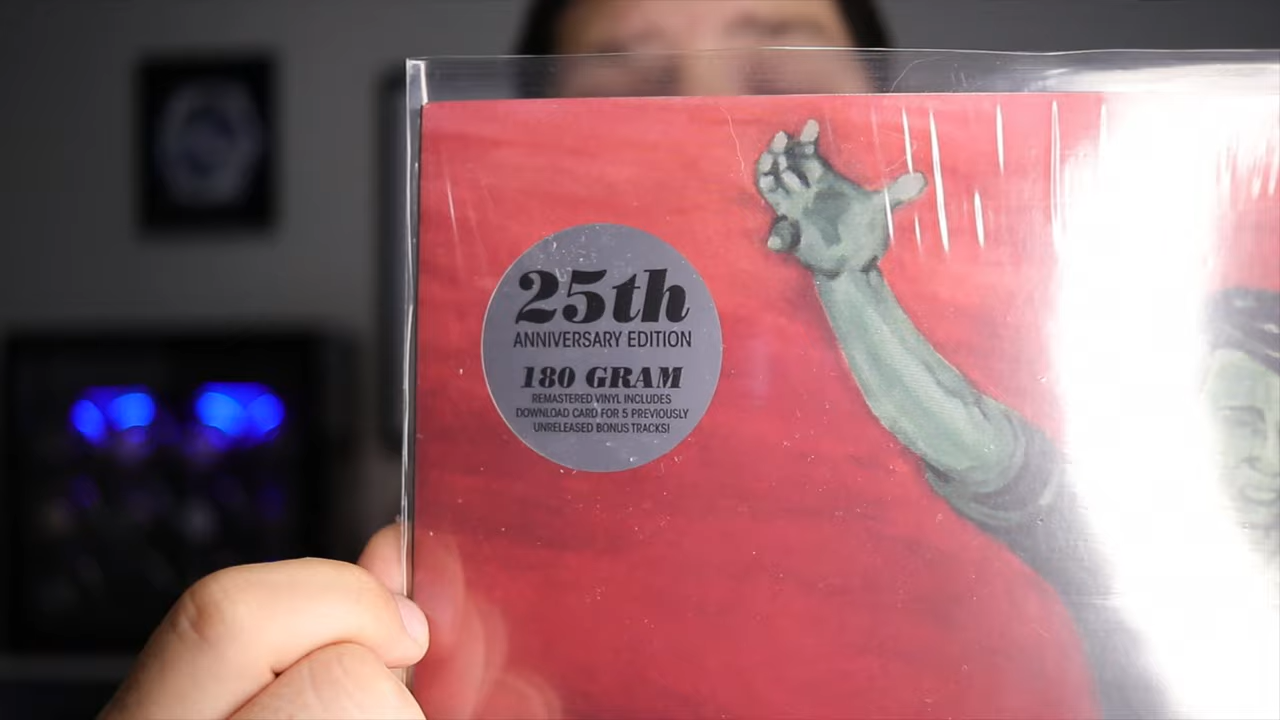 25th
ANNIVERSARY EDITION
180 GRAM
REMASTERED VINYL INCLUDES
DOWNLOAD CARD FOR 5 PREVIOUSLY
UNRELEASED BONUS TRACKS!